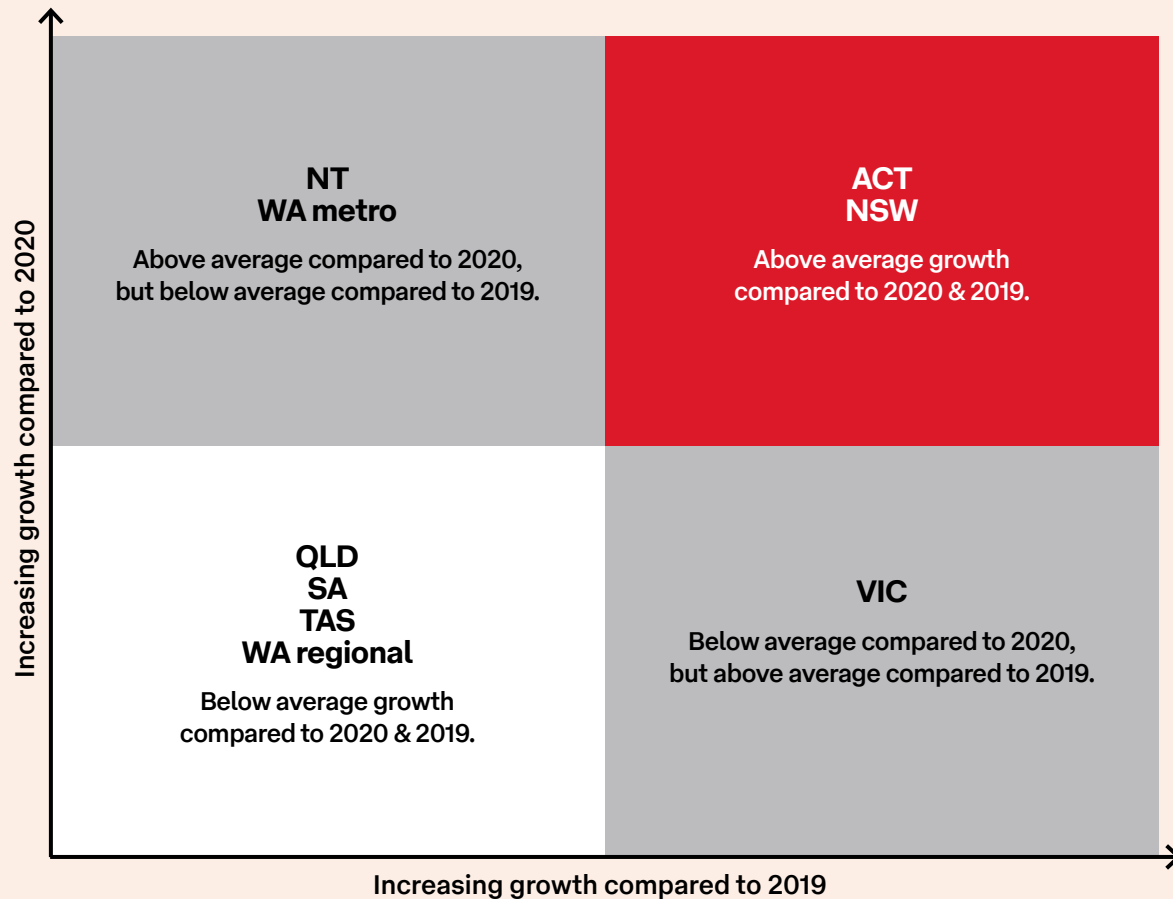 Increasing growth compared to 2020
NT
WA metro
Above average compared to 2020,
but below average compared to 2019.
ACT
NSW
Above average growth
compared to 2020 & 2019.
QLD
SA
TAS
WA regional
Below average growth
compared to 2020 & 2019.
VIC
Below average compared to 2020,
but above average compared to 2019.
Increasing growth compared to 2019